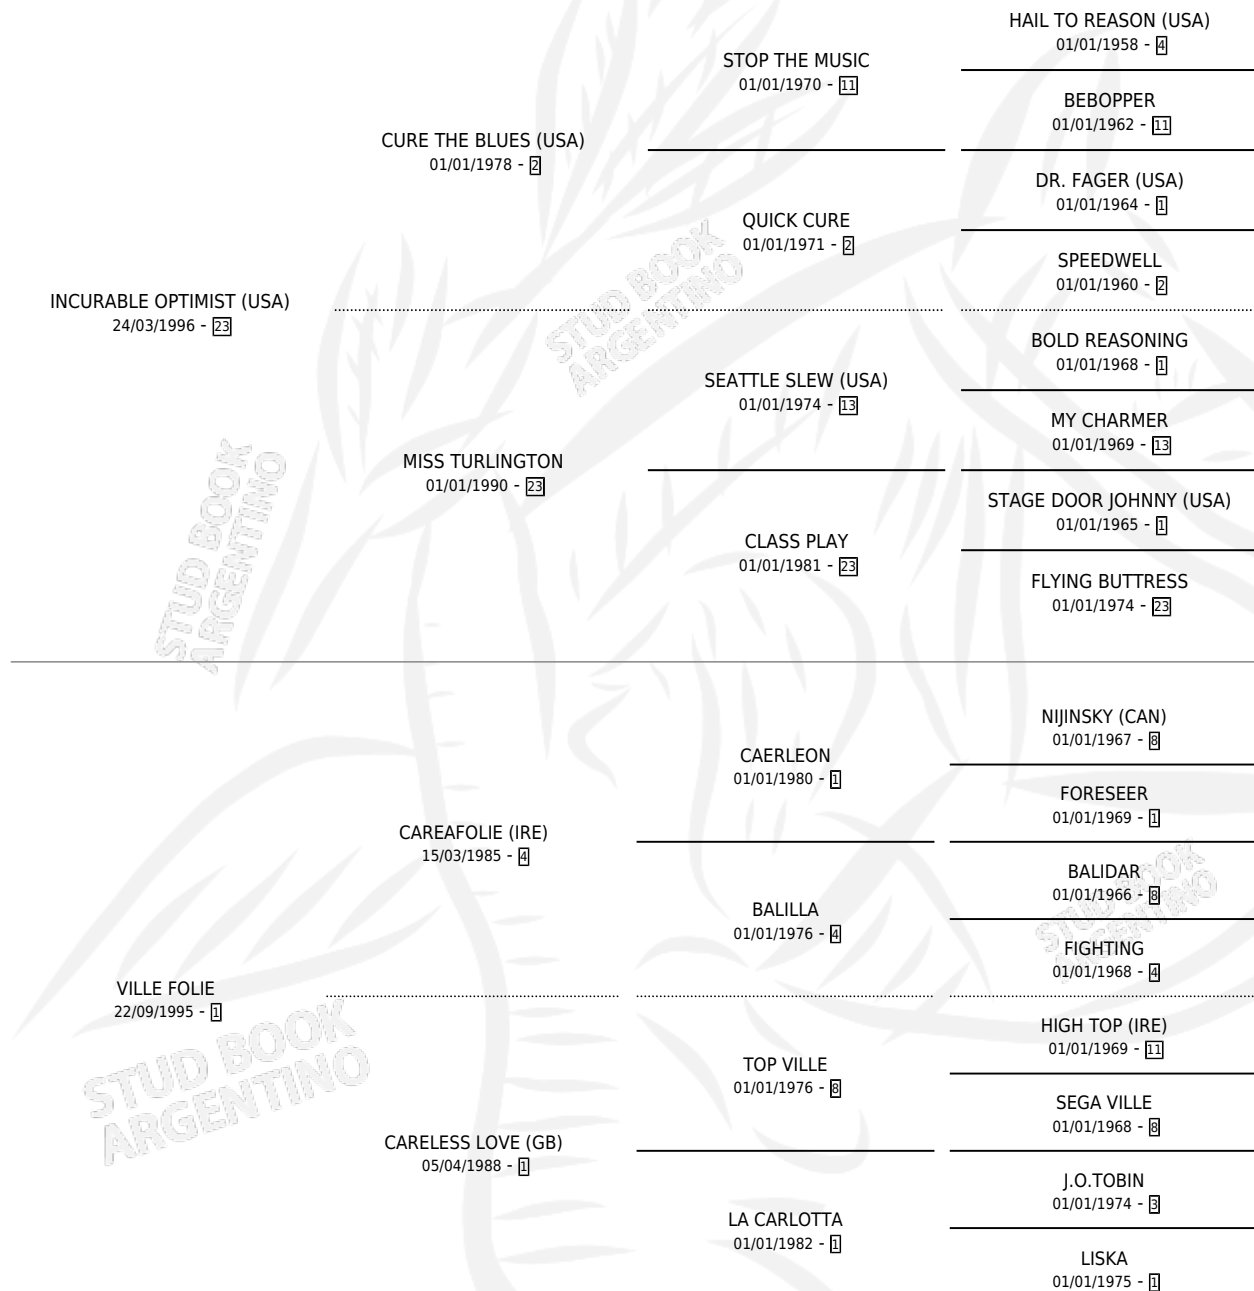 HAIL TO REASON (USA)
01/01/1958 - 4
STOP THE MUSIC
01/01/1970 - 11
BEBOPPER
01/01/1962 - 11
CURE THE BLUES (USA)
01/01/1978 - 2
DR. FAGER (USA)
01/01/1964 - 1
QUICK CURE
01/01/1971 - 2
SPEEDWELL
01/01/1960 - 2
INCURABLE OPTIMIST (USA)
24/03/1996 - 23
BOLD REASONING
01/01/1968 - 1
SEATTLE SLEW (USA)
01/01/1974 - 13
MY CHARMER
01/01/1969 - 13
MISS TURLINGTON
01/01/1990 - 23
STAGE DOOR JOHNNY (USA)
01/01/1965 - 1
CLASS PLAY
01/01/1981 - 23
FLYING BUTTRESS
01/01/1974 - 23
STUD BOOK
ARGENTINO
STUD BOOK
ARGENTINO
NIJINSKY (CAN)
01/01/1967 - 8
CAERLEON
01/01/1980 - 1
FORESEER
01/01/1969 - 1
CAREAFOLIE (IRE)
15/03/1985 - 4
BALIDAR
01/01/1966 - 8
BALILLA
01/01/1976 - 4
FIGHTING
01/01/1968 - 4
VILLE FOLIE
22/09/1995 - 1
HIGH TOP (IRE)
01/01/1969 - 11
TOP VILLE
01/01/1976 - 8
SEGA VILLE
01/01/1968 - 8
CARELESS LOVE (GB)
05/04/1988 - 1
J.O.TOBIN
01/01/1974 - 3
LA CARLOTTA
01/01/1982 - 1
LISKA
01/01/1975 - 1
STUD BOOK
ARGENTINO
STUD BOOK
ARGENTINO